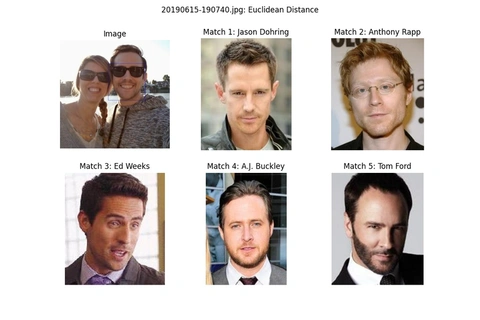 20190615-190740.jpg: Euclidean Distance
Image
Match 1: Jason Dohring
Match 2: Anthony Rapp
Match 3: Ed Weeks
Match 4: A.J. Buckley
Match 5: Tom Ford